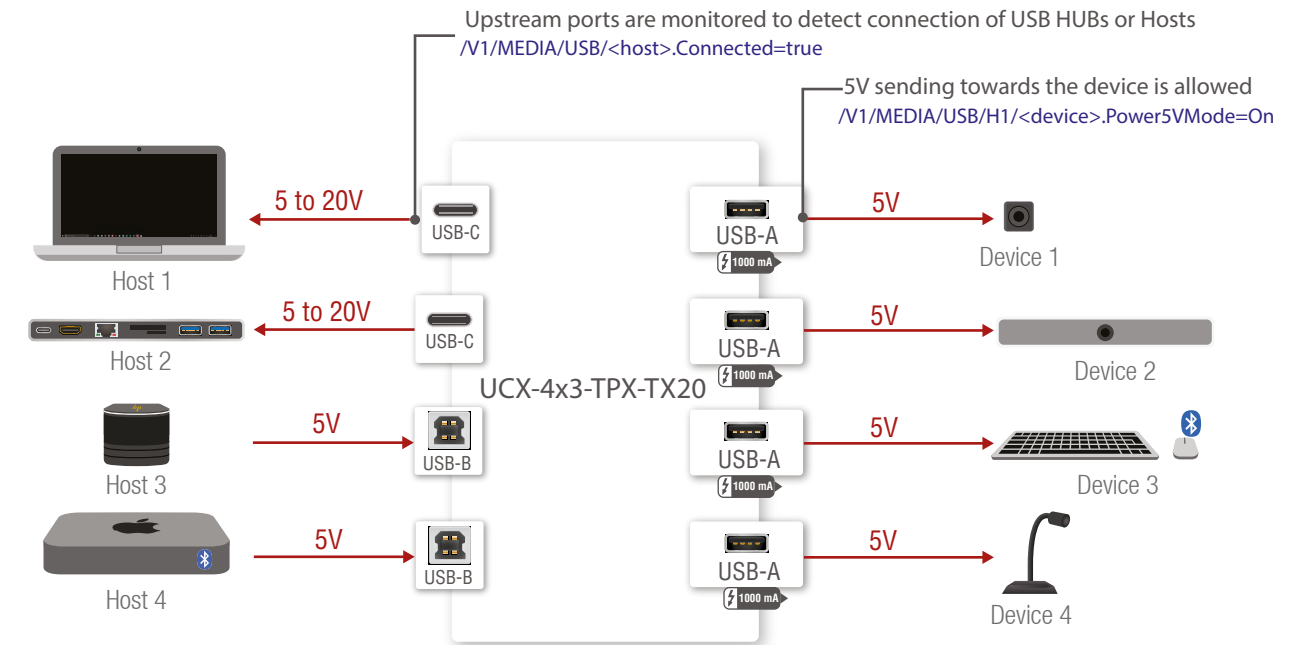 Upstream ports are monitored to detect connection of USB HUBs or Hosts
/V1/MEDIA/USB/<host>.Connected=true
5V sending towards the device is allowed
/V1/MEDIA/USB/H1/<device>.Power5VMode=On
5 to 20V
USB-C
Host 1
USB-A
1000 mA
5V
Device 1
5 to 20V
USB-C
Host 2
USB-A
1000 mA
5V
Device 2
UCX-4x3-TPX-TX20
5V
USB-B
Host 3
USB-A
1000 mA
5V
Device 3
5V
USB-B
Host 4
USB-A
1000 mA
5V
Device 4